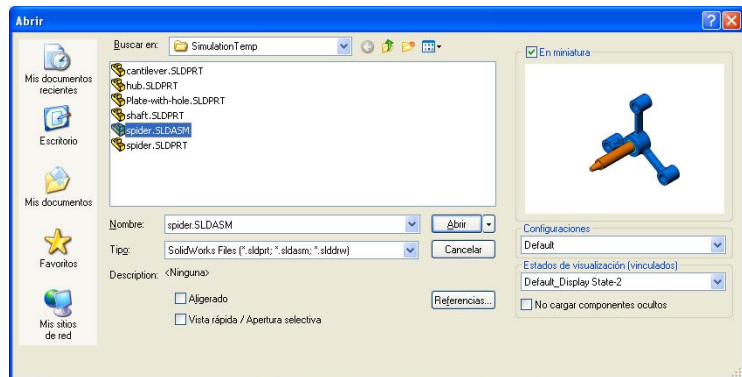 Abrir
Buscar en: SimulationTemp
Mis documentos recientes
Escritorio
Mis documentos
Favoritos
Mis sitios de red
cantilever.SLDPRT
hub.SLDPRT
Plate-with-hole.SLDPRT
shaft.SLDPRT
spider.SLDASM
spider.SLDPRT
Nombre: spider.SLDASM Abrir
Tipo: SolidWorks Files (*.sldprt; *.sldasm; *.slddrw) Cancelar
Description: <Ninguna>
Aligerado Referencias...
Vista rápida / Apertura selectiva
En miniatura
Configuraciones
Default
Estados de visualización (vinculados)
Default_Display State-2
No cargar componentes ocultos